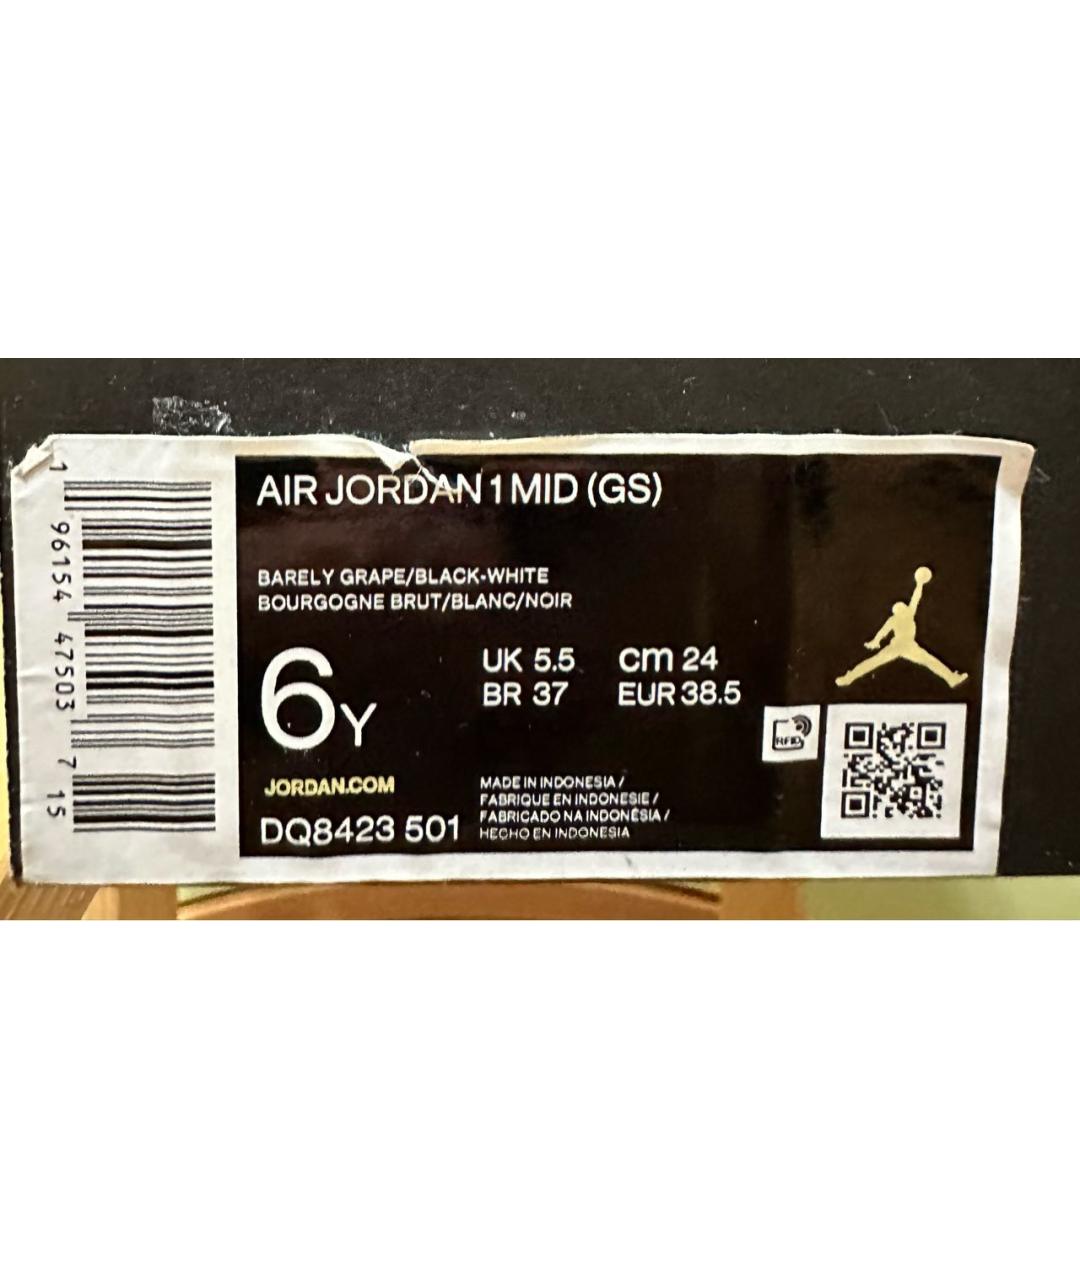 AIR JORDAN 1 MID (GS)
BARELY GRAPE/BLACK-WHITE
BOURGOGNE BRUT/BLANC/NOIR
6Y
UK 5.5 cm 24
BR 37 EUR 38.5
RFID
JORDAN.COM
DQ8423 501
MADE IN INDONESIA /
FABRIQUE EN INDONESIE /
FABRICADO NA INDONÉSIA /
HECHO EN INDONESIA
1 96154 47503 7 15